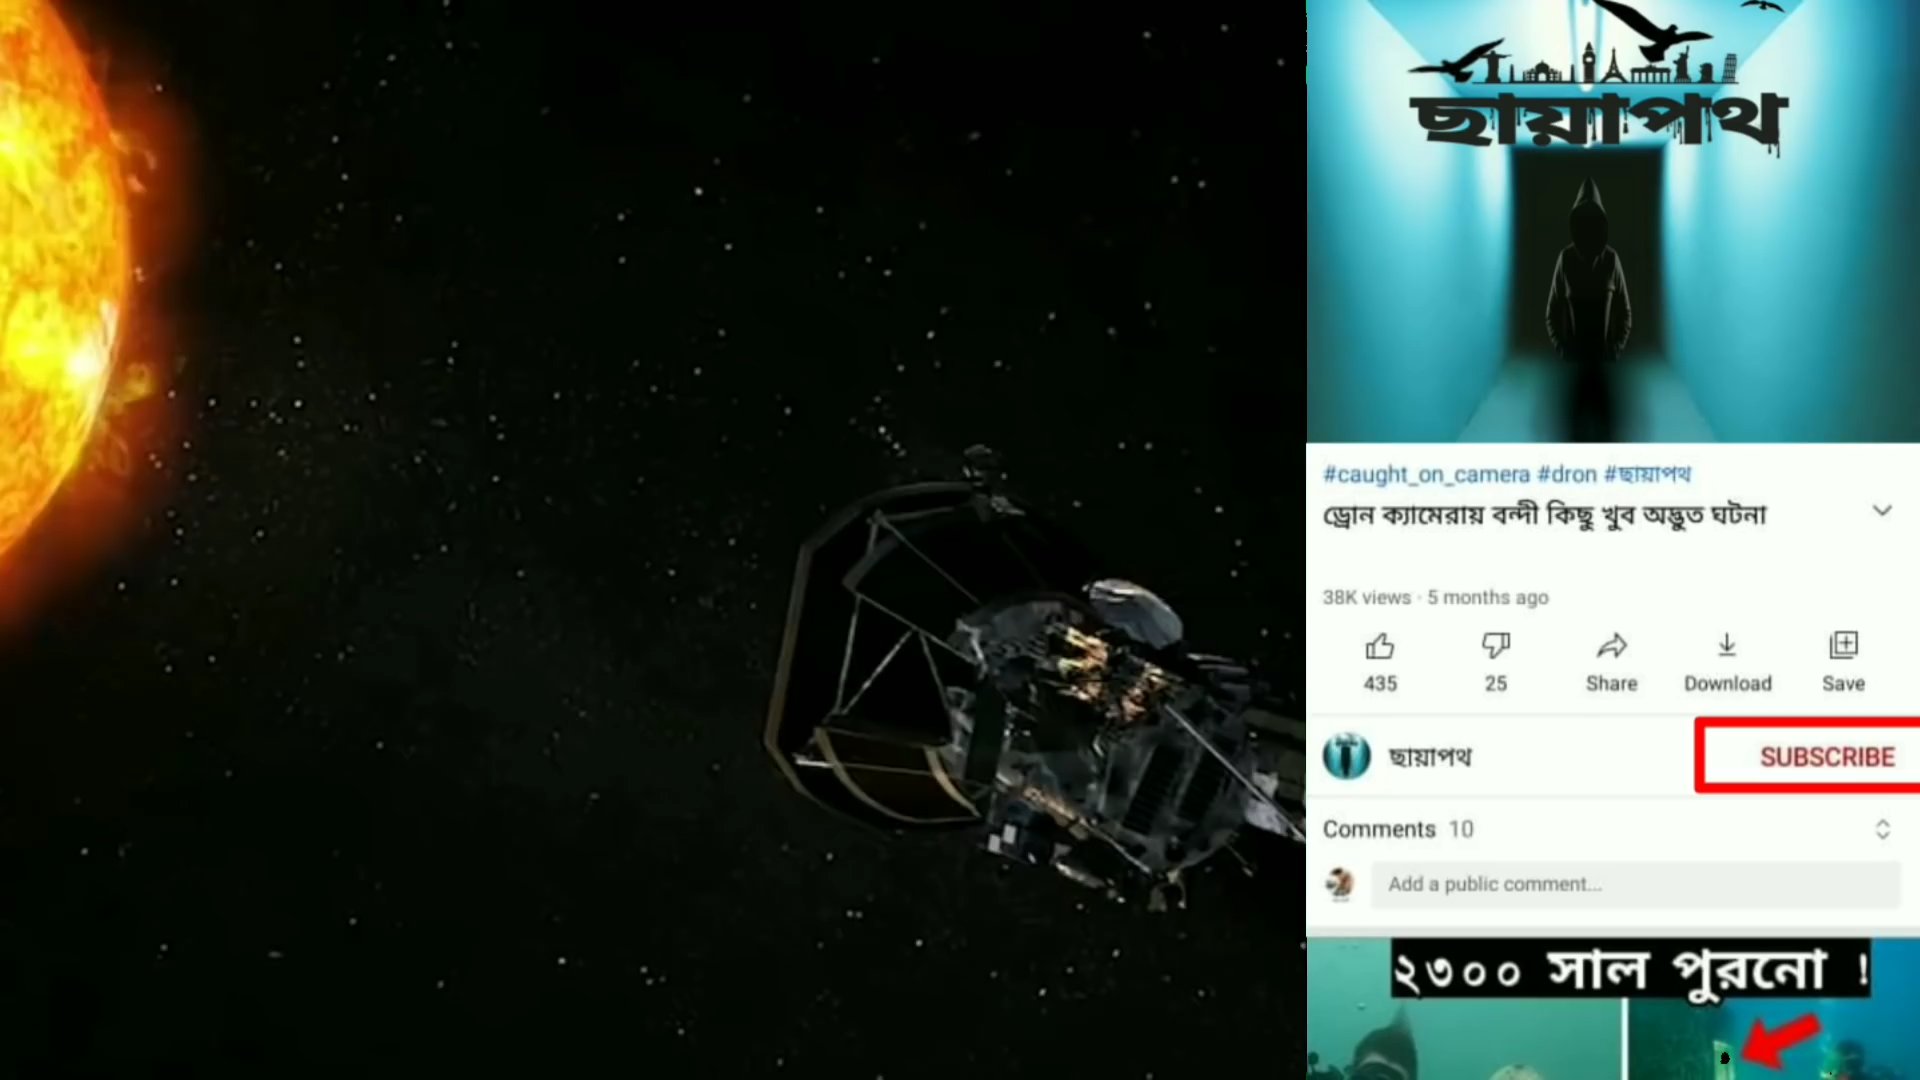 ছায়াপথ
#caught_on_camera #dron #ছায়াপথ
ড্রোন ক্যামেরায় বন্দী কিছু খুব অদ্ভুত ঘটনা
38K views · 5 months ago
435 25 Share Download Save
ছায়াপথ SUBSCRIBE
Comments 10
Add a public comment...
২৩০০ সাল পুরনো !